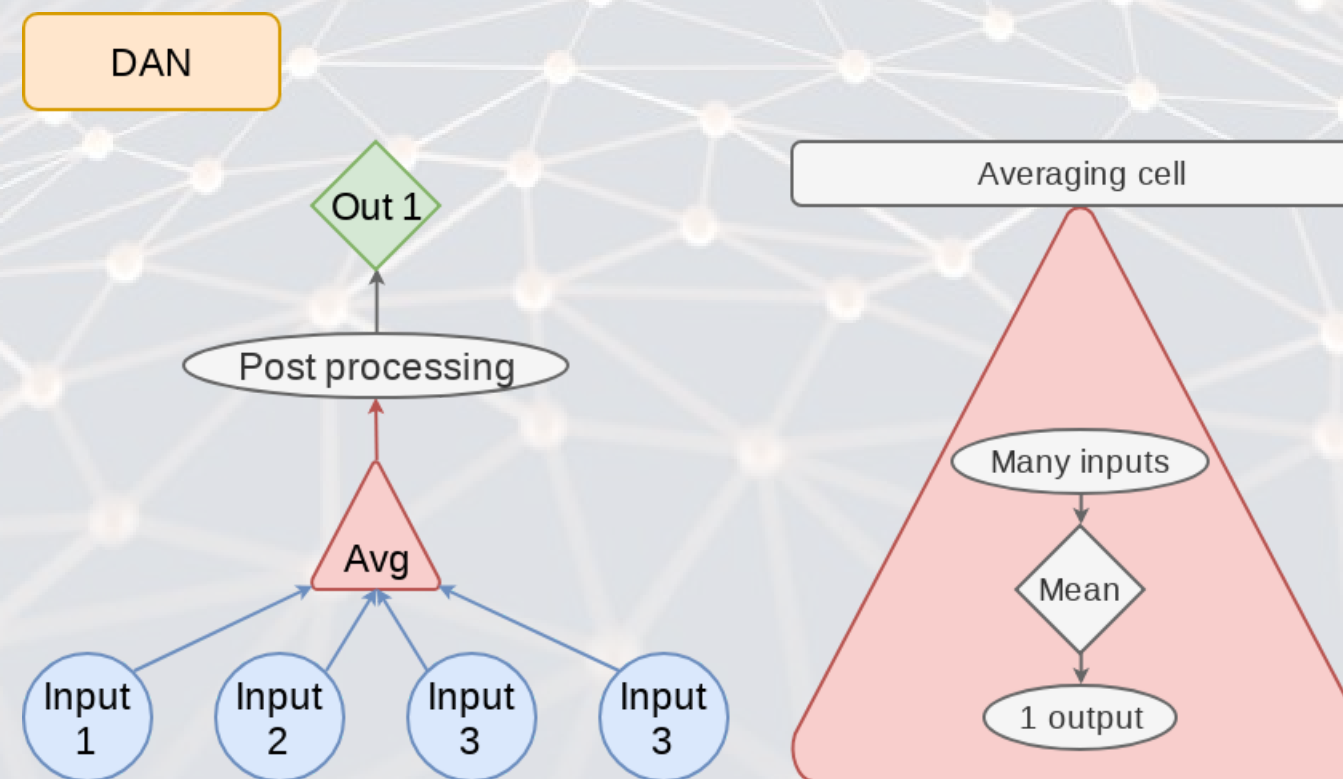 DAN
Out 1
Post processing
Avg
Input
1
Input
2
Input
3
Input
3
Averaging cell
Many inputs
Mean
1 output